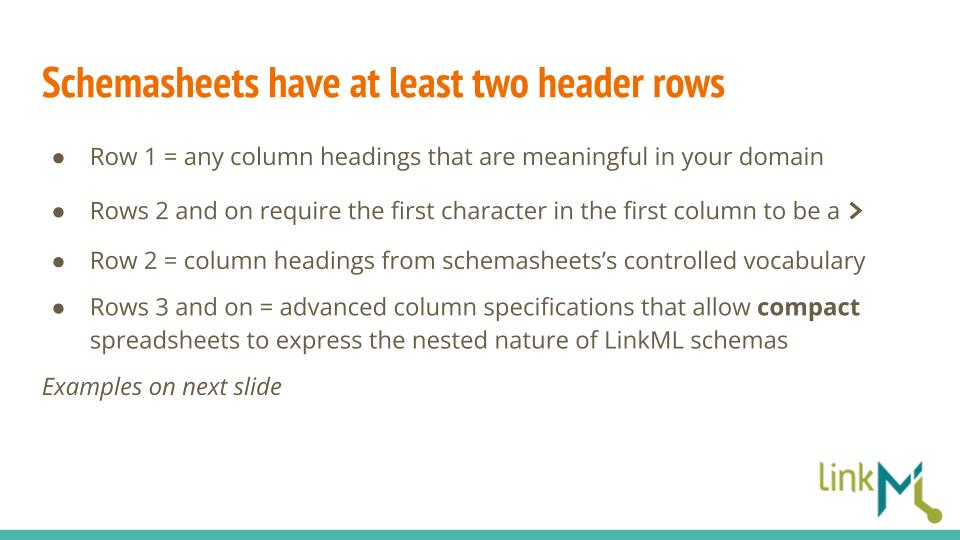 Schemasheets have at least two header rows
● Row 1 = any column headings that are meaningful in your domain
● Rows 2 and on require the first character in the first column to be a >
● Row 2 = column headings from schemasheets’s controlled vocabulary
● Rows 3 and on = advanced column specifications that allow compact
spreadsheets to express the nested nature of LinkML schemas
Examples on next slide
link ML